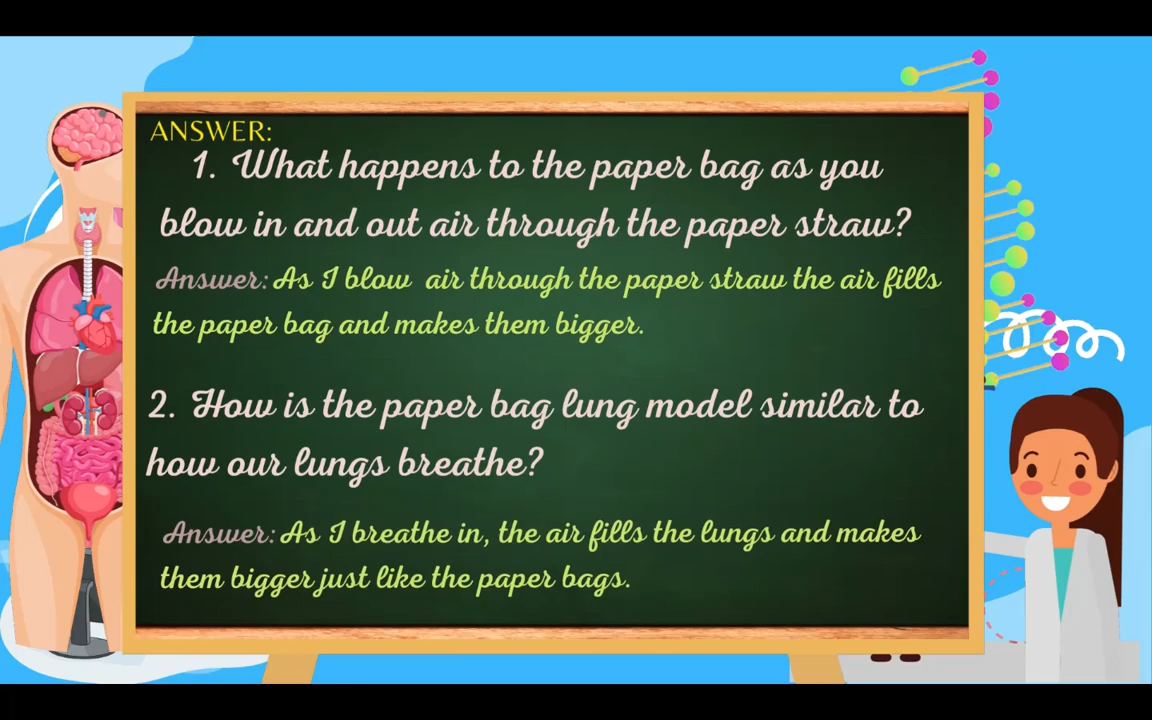 ANSWER:
1. What happens to the paper bag as you
blow in and out air through the paper straw?
Answer: As I blow air through the paper straw the air fills
the paper bag and makes them bigger.
2. How is the paper bag lung model similar to
how our lungs breathe?
Answer: As I breathe in, the air fills the lungs and makes
them bigger just like the paper bags.